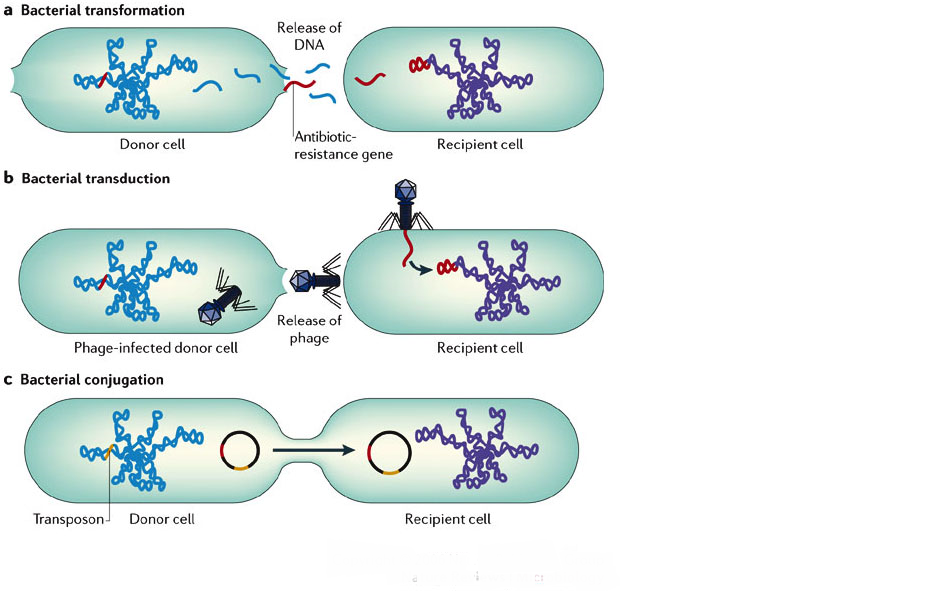 a Bacterial transformation
Release of
DNA
Donor cell
Antibiotic-
resistance gene
Recipient cell
b Bacterial transduction
Phage-infected donor cell
Release of
phage
Recipient cell
c Bacterial conjugation
Transposon
Donor cell
Recipient cell